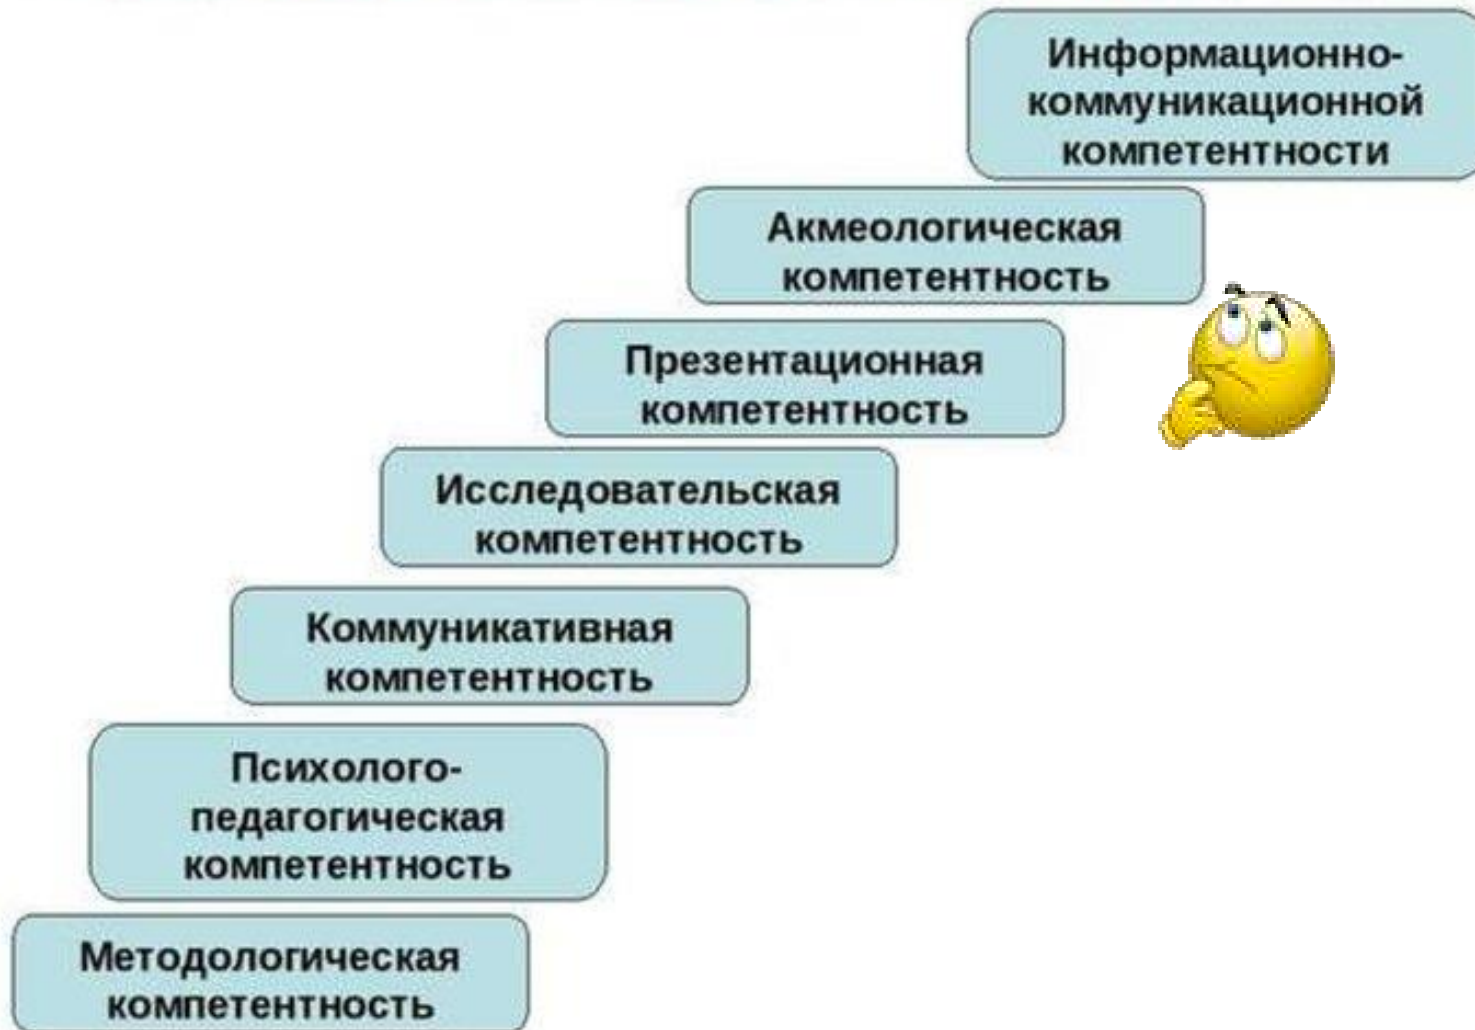 Информационно-
коммуникационной
компетентности
Акмеологическая
компетентность
Презентационная
компетентность
Исследовательская
компетентность
Коммуникативная
компетентность
Психолого-
педагогическая
компетентность
Методологическая
компетентность